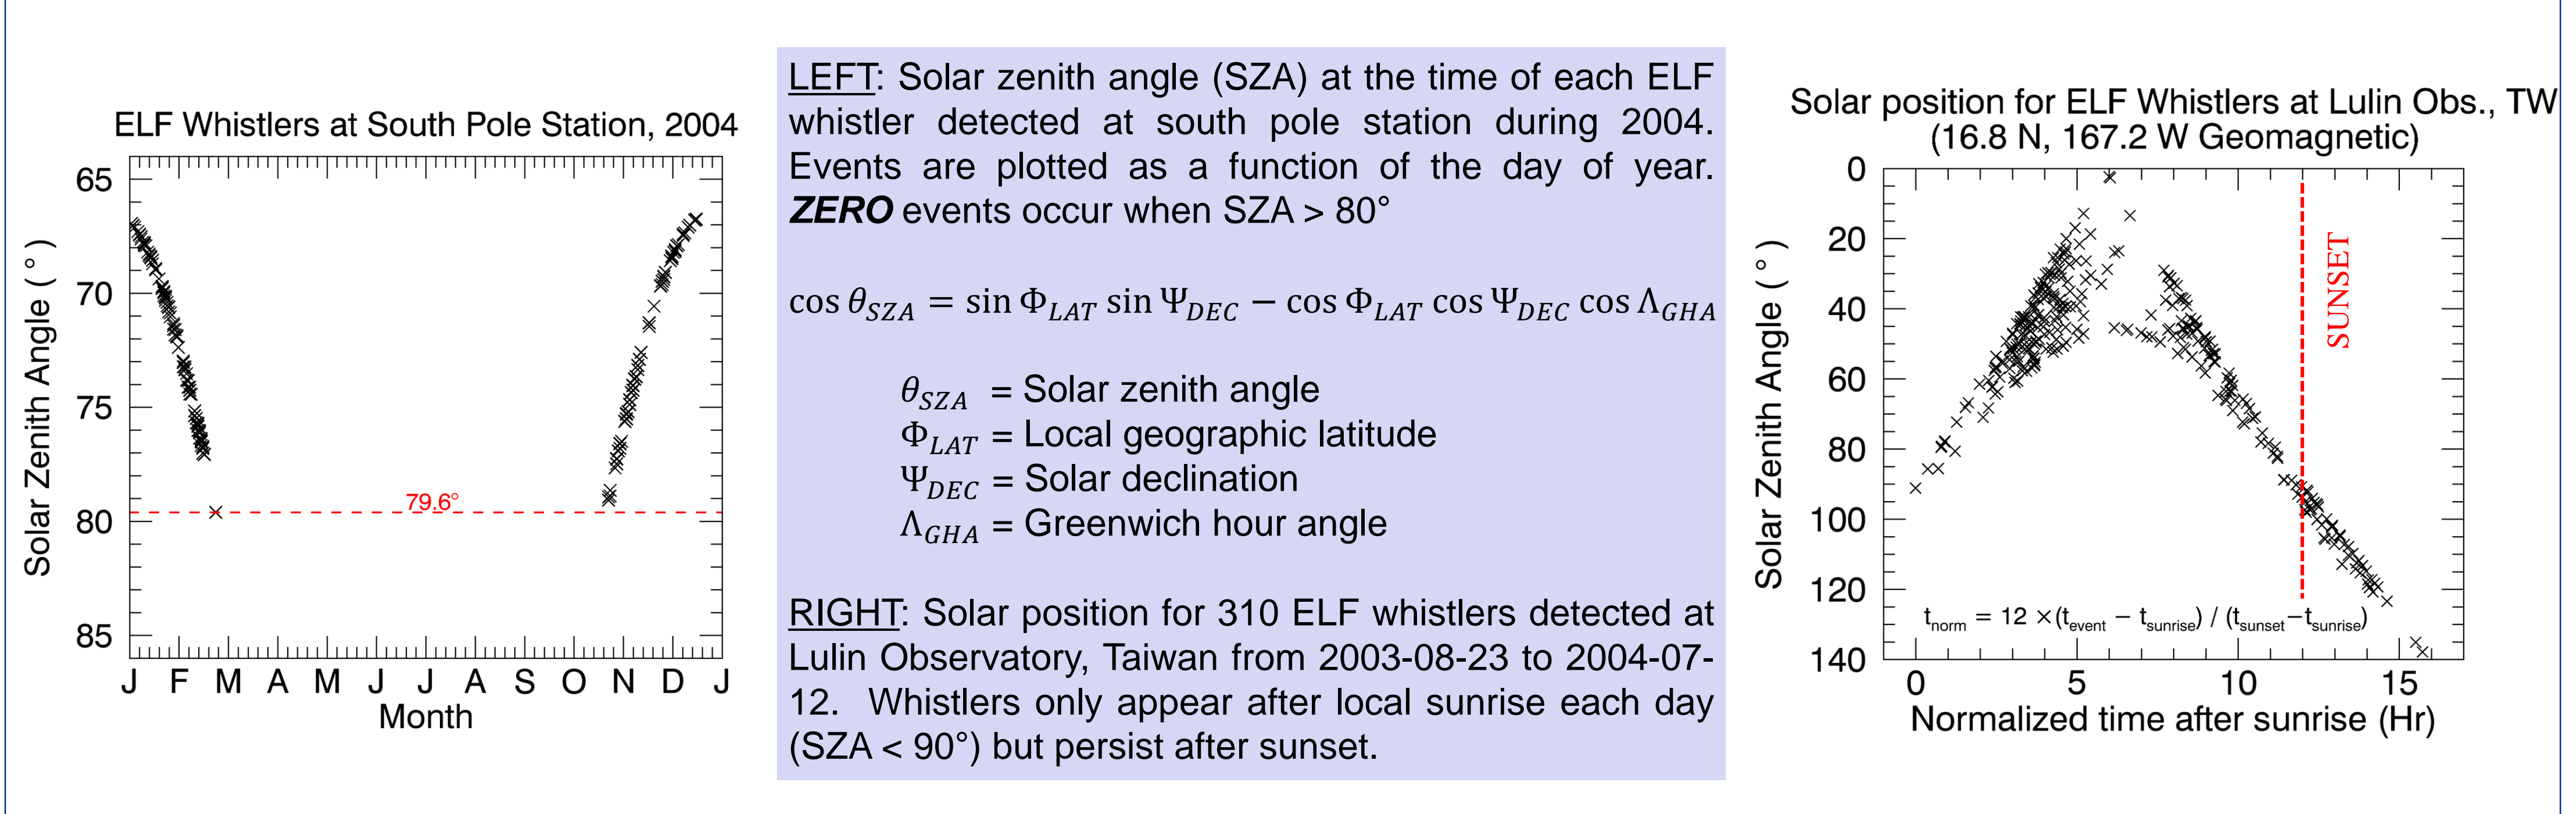 ELF Whistlers at South Pole Station, 2004
65
70
75
80
85
79.6°
Solar Zenith Angle ( ° )
J F M A M J J A S O N D J
Month
LEFT: Solar zenith angle (SZA) at the time of each ELF
whistler detected at south pole station during 2004.
Events are plotted as a function of the day of year.
ZERO events occur when SZA > 80°
cos θ_SZA = sin Φ_LAT sin Ψ_DEC − cos Φ_LAT cos Ψ_DEC cos Λ_GHA
θ_SZA = Solar zenith angle
Φ_LAT = Local geographic latitude
Ψ_DEC = Solar declination
Λ_GHA = Greenwich hour angle
RIGHT: Solar position for 310 ELF whistlers detected at
Lulin Observatory, Taiwan from 2003-08-23 to 2004-07-
12. Whistlers only appear after local sunrise each day
(SZA < 90°) but persist after sunset.
Solar position for ELF Whistlers at Lulin Obs., TW
(16.8 N, 167.2 W Geomagnetic)
0
20
40
60
80
100
120
140
Solar Zenith Angle ( ° )
SUNSET
t_norm = 12 × (t_event − t_sunrise) / (t_sunset − t_sunrise)
0 5 10 15
Normalized time after sunrise (Hr)